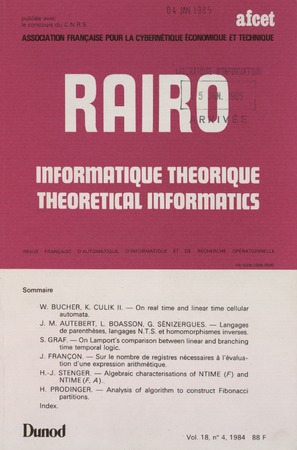 publiée avec
le concours du C.N.R.S.
04 JAN 1985
afcet
ASSOCIATION FRANÇAISE POUR LA CYBERNÉTIQUE ÉCONOMIQUE ET TECHNIQUE
RAIRO
ARRIVÉE
INFORMATIQUE THEORIQUE
THEORETICAL INFORMATICS
REVUE FRANÇAISE D'AUTOMATIQUE, D'INFORMATIQUE ET DE RECHERCHE OPERATIONNELLE
Sommaire
W. BUCHER, K. CULIK II. — On real time and linear time cellular
automata.
J. M. AUTEBERT, L. BOASSON, G. SÉNIZERGUES. — Langages
de parenthèses, langages N.T.S. et homomorphismes inverses.
S. GRAF. — On Lamport's comparison between linear and branching
time temporal logic.
J. FRANÇON. — Sur le nombre de registres nécessaires à l'évalua-
tion d'une expression arithmétique.
H.-J. STENGER. — Algebraic characterisations of NTIME (F) and
NTIME (F, A).
H. PRODINGER. — Analysis of algorithm to construct Fibonacci
partitions.
Index.
Dunod
Vol. 18, n° 4, 1984 88 F